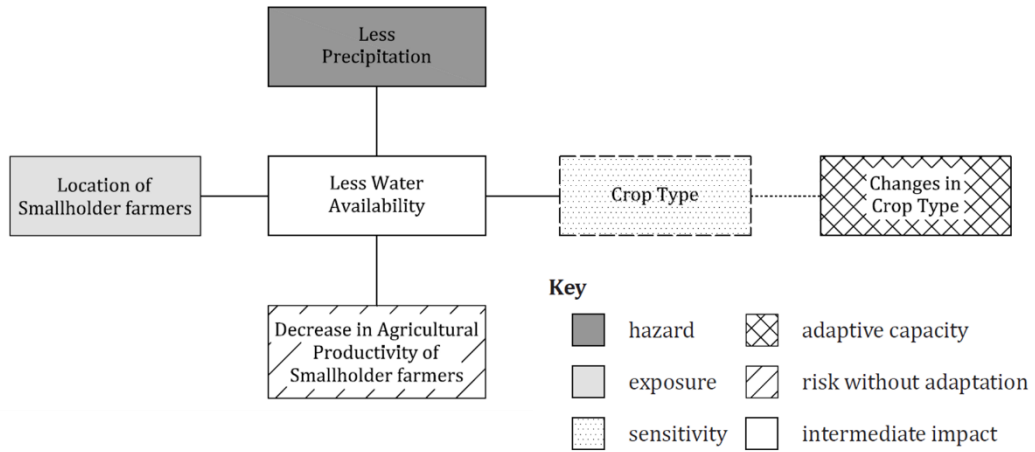 Less
Precipitation
Location of
Smallholder farmers
Less Water
Availability
Crop Type
Changes in
Crop Type
Decrease in Agricultural
Productivity of
Smallholder farmers
Key
hazard
adaptive capacity
exposure
risk without adaptation
sensitivity
intermediate impact